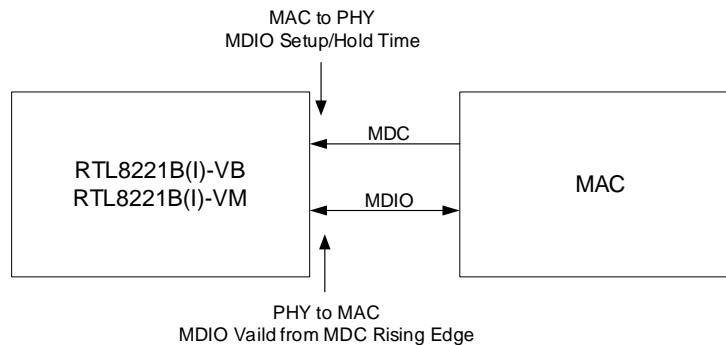 MAC to PHY
MDIO Setup/Hold Time
RTL8221B(I)-VB
RTL8221B(I)-VM
MDC
MDIO
MAC
PHY to MAC
MDIO Vaild from MDC Rising Edge